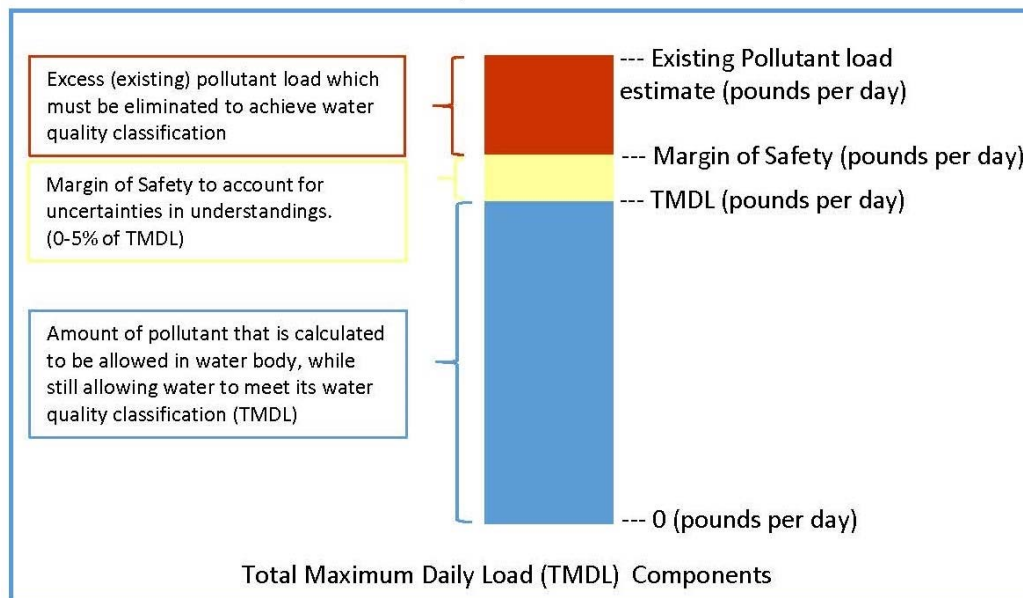 Excess (existing) pollutant load which
must be eliminated to achieve water
quality classification
Margin of Safety to account for
uncertainties in understandings.
(0-5% of TMDL)
Amount of pollutant that is calculated
to be allowed in water body, while
still allowing water to meet its water
quality classification (TMDL)
--- Existing Pollutant load
estimate (pounds per day)
--- Margin of Safety (pounds per day)
--- TMDL (pounds per day)
--- 0 (pounds per day)
Total Maximum Daily Load (TMDL) Components